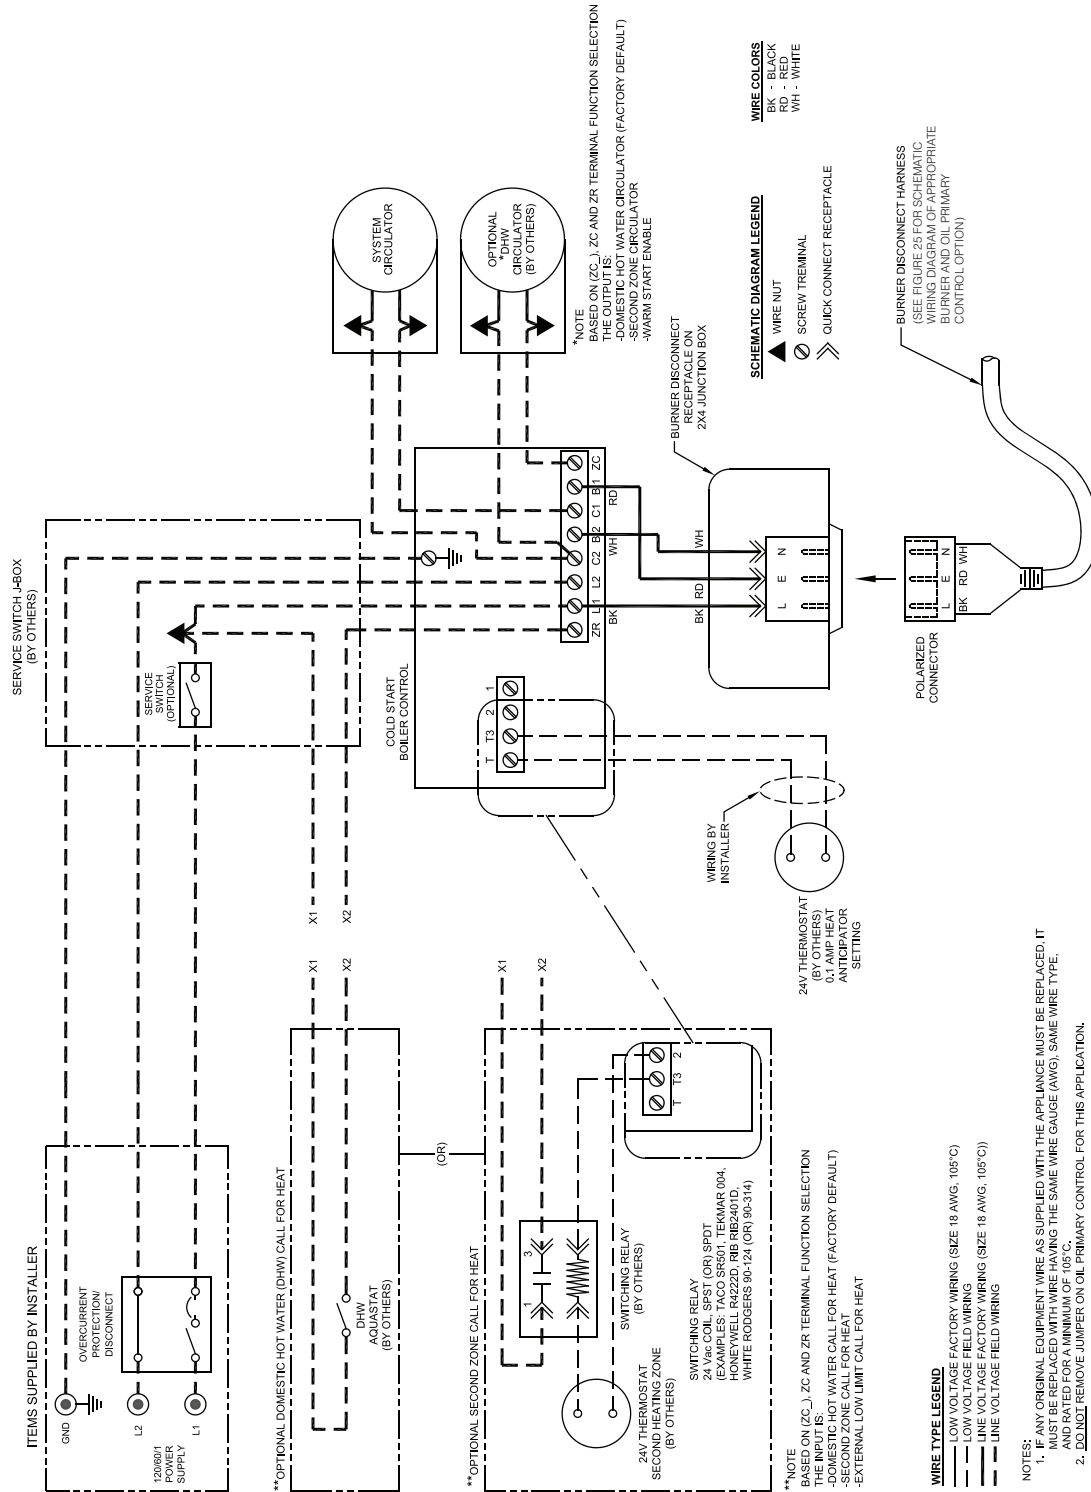 ITEMS SUPPLIED BY INSTALLER
OVERCURRENT
PROTECTION/
DISCONNECT
GND
L2
L1
120/60/1
POWER
SUPPLY
SERVICE SWITCH J-BOX
(BY OTHERS)
SERVICE
SWITCH
(OPTIONAL)
**OPTIONAL DOMESTIC HOT WATER (DHW) CALL FOR HEAT
DHW
AQUASTAT
(BY OTHERS)
X1
X2
X1
X2
(OR)
**OPTIONAL SECOND ZONE CALL FOR HEAT
X1
X2
1
3
SWITCHING RELAY
(BY OTHERS)
24V THERMOSTAT
SECOND HEATING ZONE
(BY OTHERS)
SWITCHING RELAY
24 Vac COIL, SPST (OR) SPDT
(EXAMPLES: TACO SR501, TEKMAR 004,
HONEYWELL R4222D, RIB RIB2401D,
WHITE RODGERS 90-124 (OR) 90-314)
T
T3
2
**NOTE
BASED ON (ZC_), ZC AND ZR TERMINAL FUNCTION SELECTION
THE INPUT IS:
-DOMESTIC HOT WATER CALL FOR HEAT (FACTORY DEFAULT)
-SECOND ZONE CALL FOR HEAT
-EXTERNAL LOW LIMIT CALL FOR HEAT
COLD START
BOILER CONTROL
T
T3
2
1
ZR
L1
L2
C2
B2
C1
B1
ZC
BK
WH
RD
SYSTEM
CIRCULATOR
OPTIONAL
*DHW
CIRCULATOR
(BY OTHERS)
*NOTE
BASED ON (ZC_), ZC AND ZR TERMINAL FUNCTION SELECTION
THE OUTPUT IS:
-DOMESTIC HOT WATER CIRCULATOR (FACTORY DEFAULT)
-SECOND ZONE CIRCULATOR
-WARM START ENABLE
WIRING BY
INSTALLER
24V THERMOSTAT
(BY OTHERS)
0.1 AMP HEAT
ANTICIPATOR
SETTING
BURNER DISCONNECT
RECEPTACLE ON
2X4 JUNCTION BOX
BK
RD
WH
L
E
N
POLARIZED
CONNECTOR
L
E
N
BK
RD
WH
SCHEMATIC DIAGRAM LEGEND
WIRE NUT
SCREW TREMINAL
QUICK CONNECT RECEPTACLE
WIRE COLORS
BK - BLACK
RD - RED
WH - WHITE
BURNER DISCONNECT HARNESS
(SEE FIGURE 25 FOR SCHEMATIC
WIRING DIAGRAM OF APPROPRIATE
BURNER AND OIL PRIMARY
CONTROL OPTION)
WIRE TYPE LEGEND
LOW VOLTAGE FACTORY WIRING (SIZE 18 AWG, 105°C)
LOW VOLTAGE FIELD WIRING
LINE VOLTAGE FACTORY WIRING (SIZE 18 AWG, 105°C))
LINE VOLTAGE FIELD WIRING
NOTES:
1. IF ANY ORIGINAL EQUIPMENT WIRE AS SUPPLIED WITH THE APPLIANCE MUST BE REPLACED, IT
MUST BE REPLACED WITH WIRE HAVING THE SAME WIRE GAUGE (AWG), SAME WIRE TYPE,
AND RATED FOR A MINIMUM OF 105°C.
2. DO NOT REMOVE JUMPER ON OIL PRIMARY CONTROL FOR THIS APPLICATION.